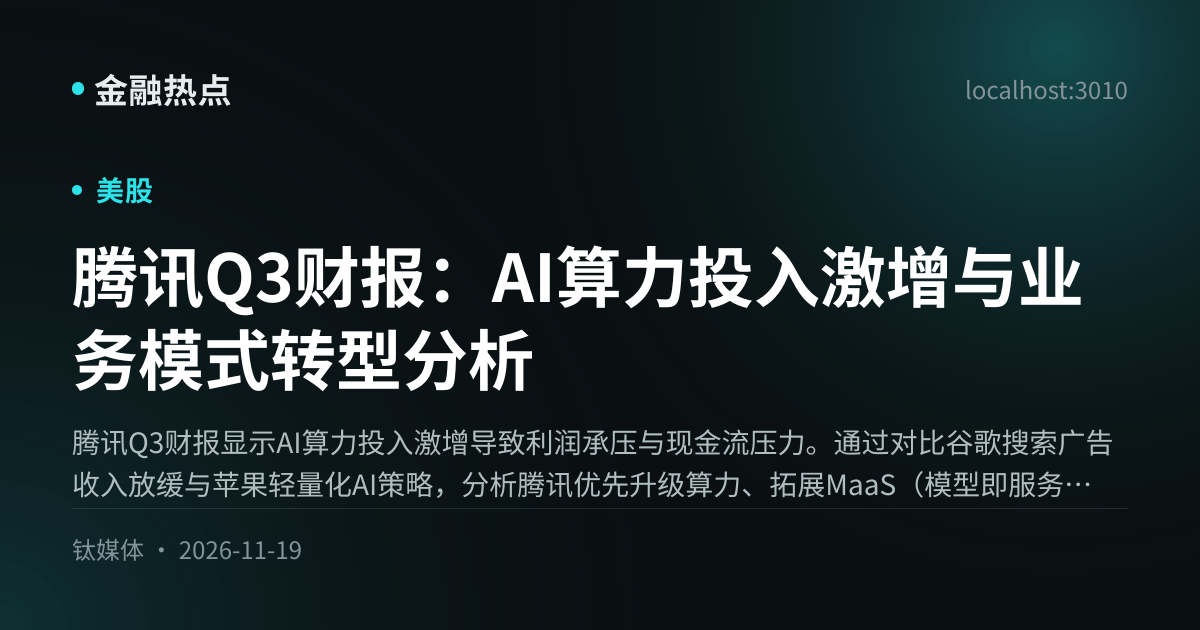 金融热点
localhost:3010
美股
腾讯Q3财报：AI算力投入激增与业
务模式转型分析
腾讯Q3财报显示AI算力投入激增导致利润承压与现金流压力。通过对比谷歌搜索广告
收入放缓与苹果轻量化AI策略，分析腾讯优先升级算力、拓展MaaS（模型即服务…
钛媒体 • 2026-11-19